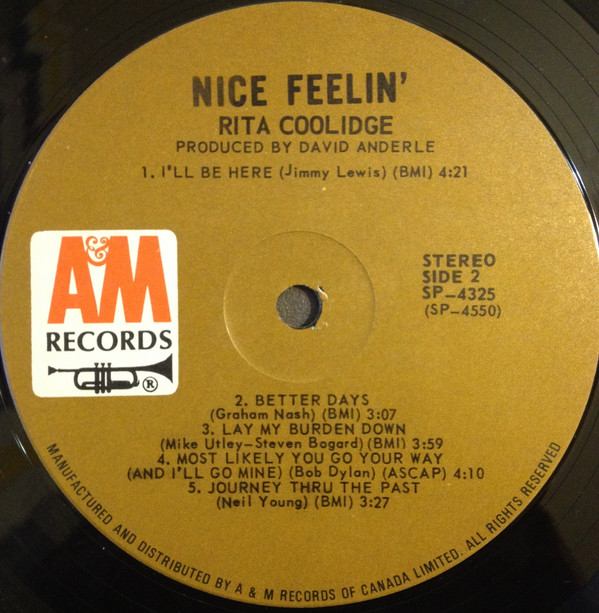 NICE FEELIN'
RITA COOLIDGE
PRODUCED BY DAVID ANDERLE
1. I'LL BE HERE (Jimmy Lewis) (BMI) 4:21
A&M
RECORDS
®
STEREO
SIDE 2
SP-4325
(SP-4550)
2. BETTER DAYS
(Graham Nash) (BMI) 3:07
3. LAY MY BURDEN DOWN
(Mike Utley-Steven Bogard) (BMI) 3:59
4. MOST LIKELY YOU GO YOUR WAY
(AND I'LL GO MINE) (Bob Dylan) (ASCAP) 4:10
5. JOURNEY THRU THE PAST
(Neil Young) (BMI) 3:27
MANUFACTURED AND DISTRIBUTED BY A & M RECORDS OF CANADA LIMITED. ALL RIGHTS RESERVED